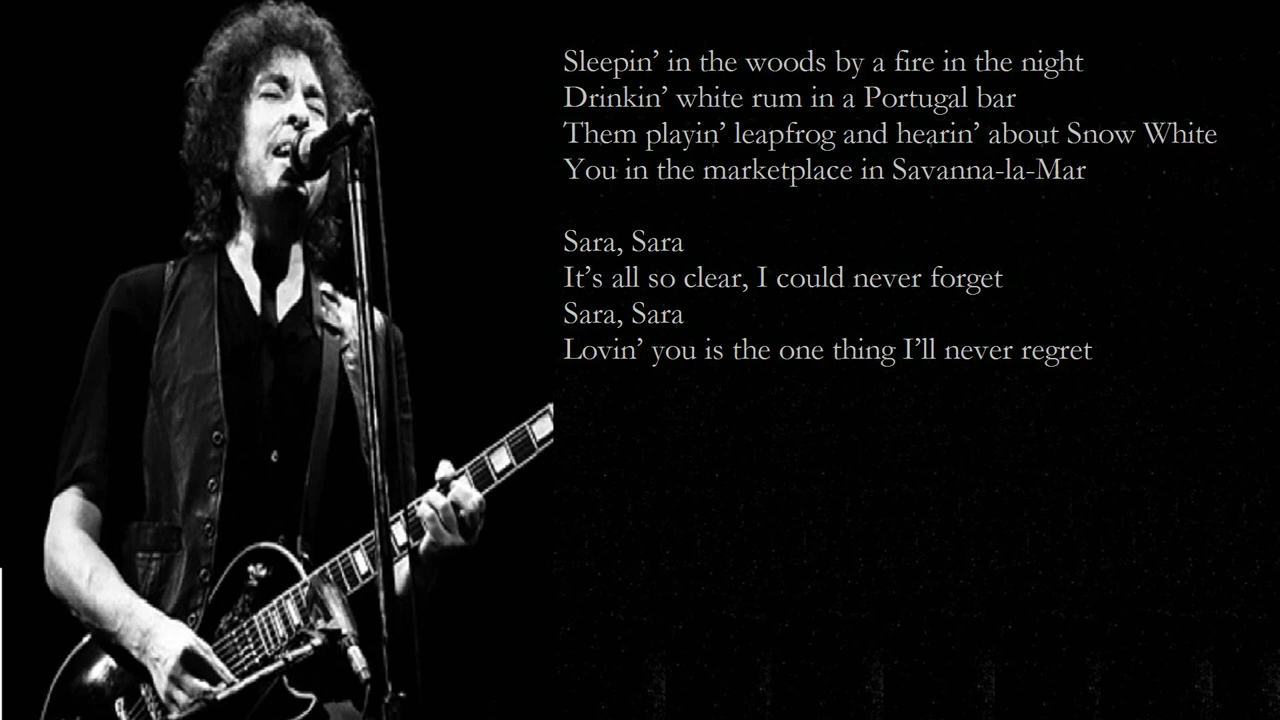 Sleepin’ in the woods by a fire in the night
Drinkin’ white rum in a Portugal bar
Them playin’ leapfrog and hearin’ about Snow White
You in the marketplace in Savanna-la-Mar
Sara, Sara
It’s all so clear, I could never forget
Sara, Sara
Lovin’ you is the one thing I’ll never regret